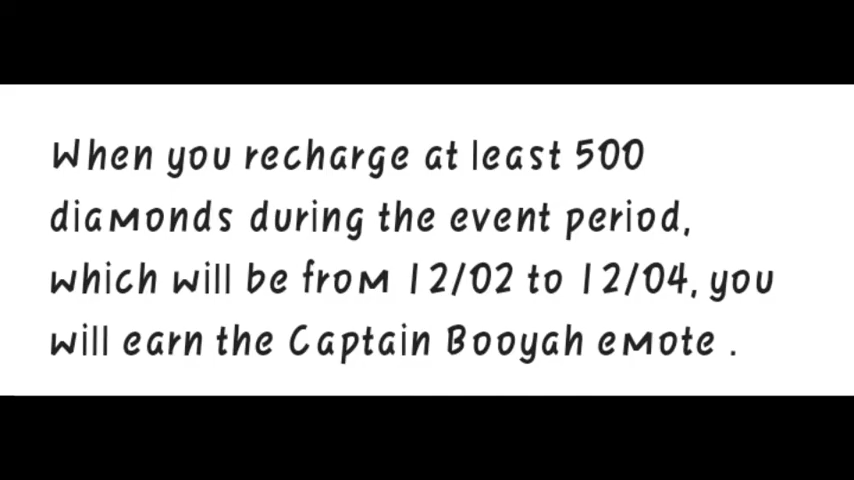 When you recharge at least 500
diamonds during the event period,
which will be from 12/02 to 12/04, you
will earn the Captain Booyah emote .